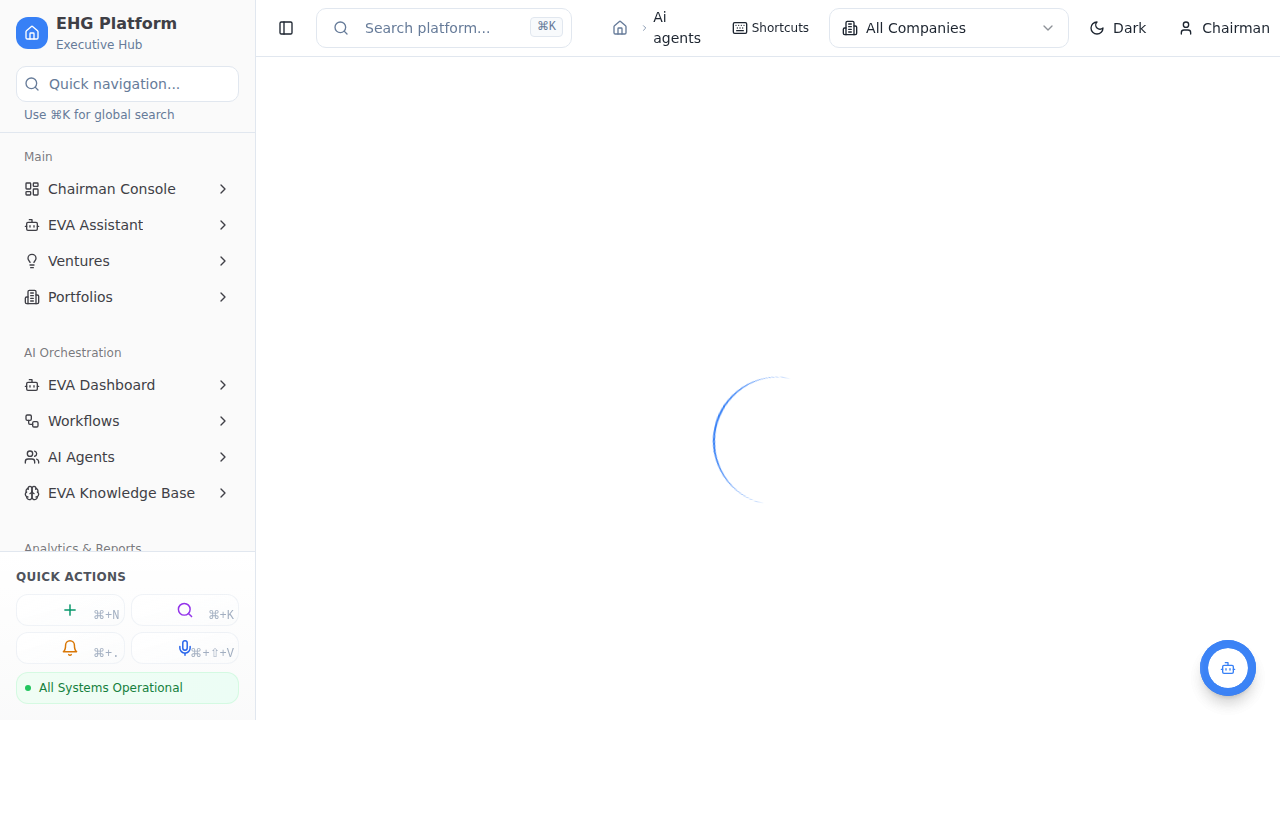 EHG Platform
Executive Hub
Quick navigation...
Use ⌘K for global search
Main
Chairman Console
EVA Assistant
Ventures
Portfolios
AI Orchestration
EVA Dashboard
Workflows
AI Agents
EVA Knowledge Base
Analytics & Reports
QUICK ACTIONS
⌘+N
⌘+K
⌘+.
⌘+⇧+V
All Systems Operational
Search platform...
⌘K
Ai
agents
Shortcuts
All Companies
Dark
Chairman